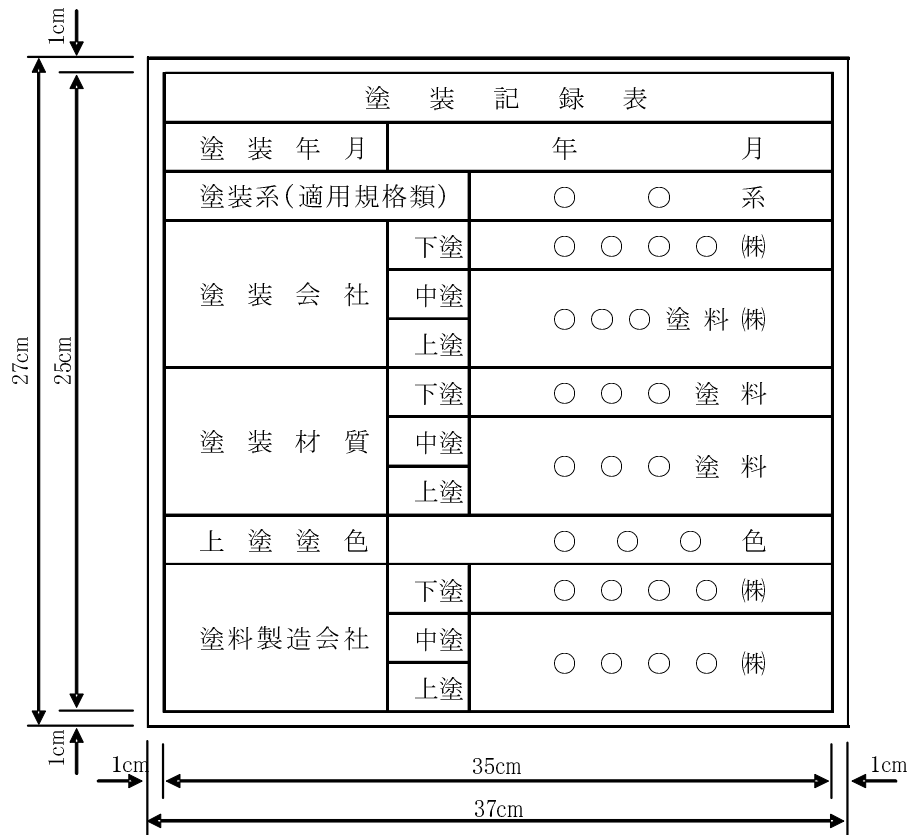 1cm
塗装記録表
塗装年月 年 月
塗装系(適用規格類) ○ ○ 系
塗装会社 下塗 ○○○○㈱
中塗 ○○○塗料㈱
上塗
塗装材質 下塗 ○○○塗料
中塗 ○○○塗料
上塗
上塗塗色 ○○○色
塗料製造会社 下塗 ○○○○㈱
中塗 ○○○○㈱
上塗
27cm
25cm
1cm
1cm 35cm 1cm
37cm